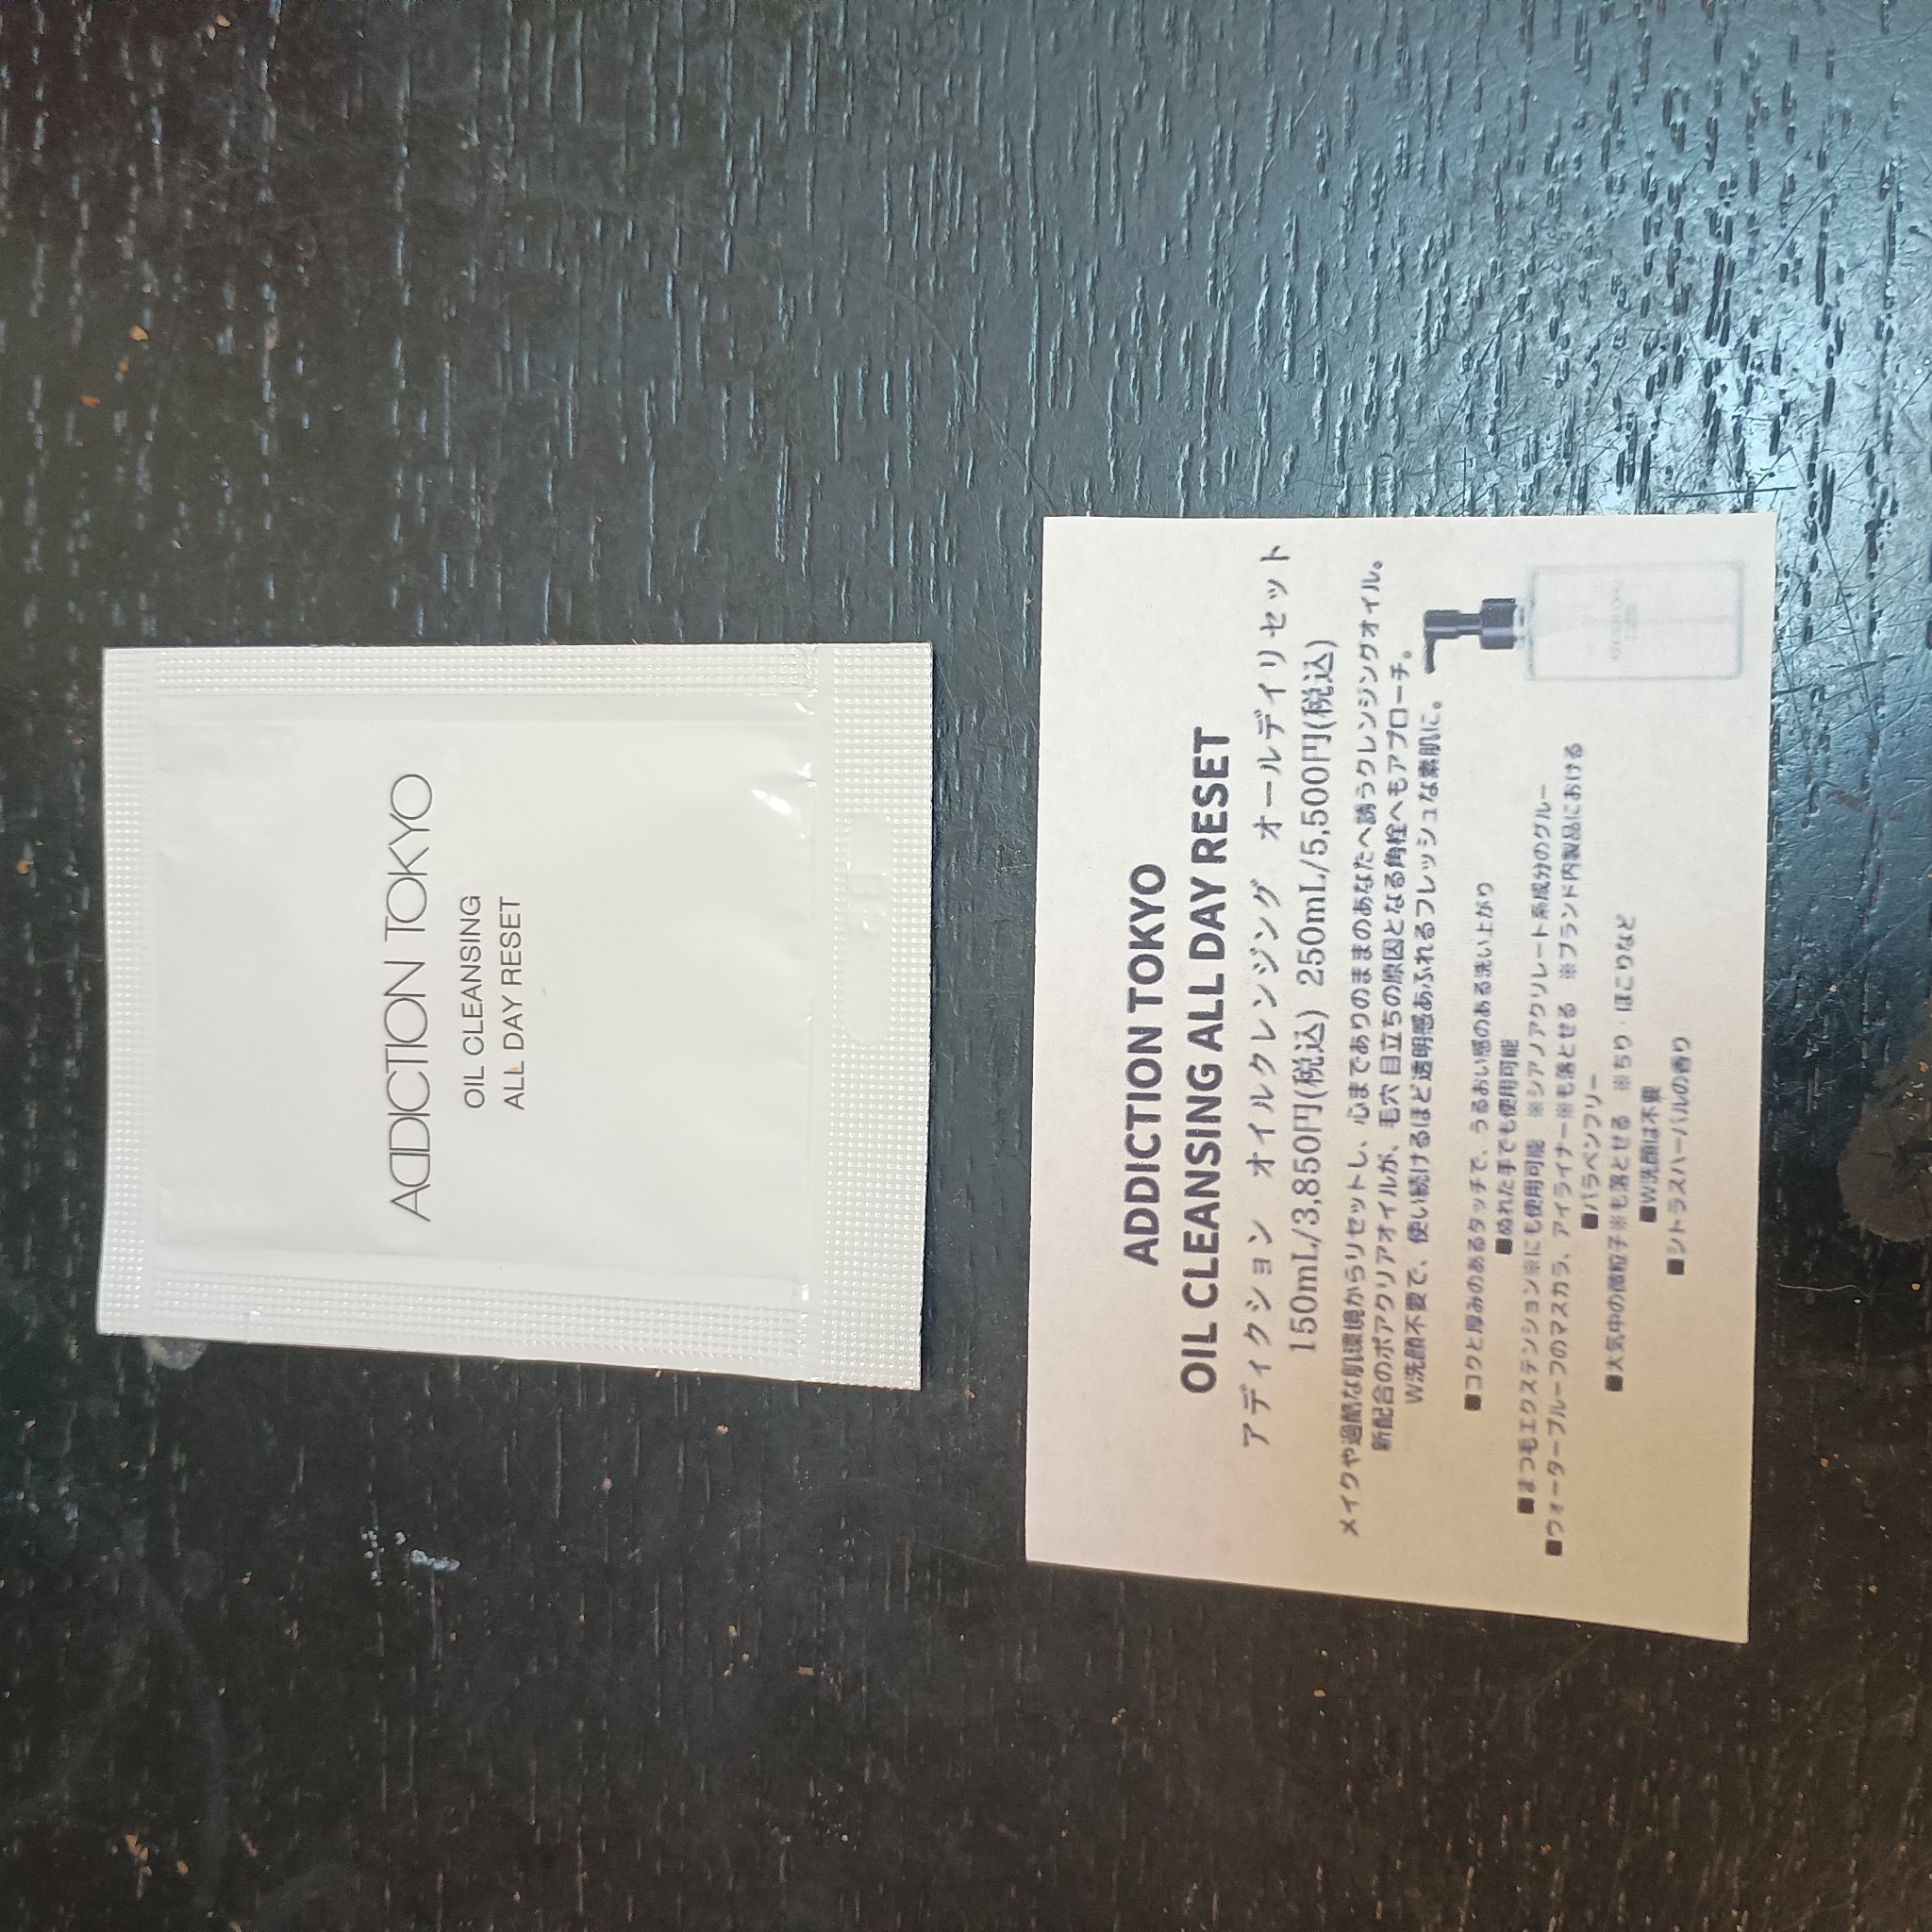 ADDICTION TOKYO
OIL CLEANSING
ALL DAY RESET
ADDICTION TOKYO
OIL CLEANSING ALL DAY RESET
アディクション オイルクレンジング オールデイリセット
150mL/3,850円(税込) 250mL/5,500円(税込)
メイクや過酷な肌環境からリセットし、心まであありのままのあなたへ誘うクレンジングオイル。
新配合のポアクリアオイルが、毛穴目立ちの原因となる角栓へもアプローチ。
W洗顔不要で、使い続けるほど透明感あふれるフレッシュな素肌に。
■コクと厚みのあるタッチで、うるおい感のある洗い上がり
■ぬれた手でも使用可能
■まつ毛エクステンション※にも使用可能 ※シアノアクリレート系成分のグルー
■ウォータープルーフのマスカラ、アイライナー※も落とせる ※ブランド内製品における
■パラベンフリー
■大気中の微粒子※も落とせる ※ちり・ほこりなど
■W洗顔は不要
■シトラスハーバルの香り